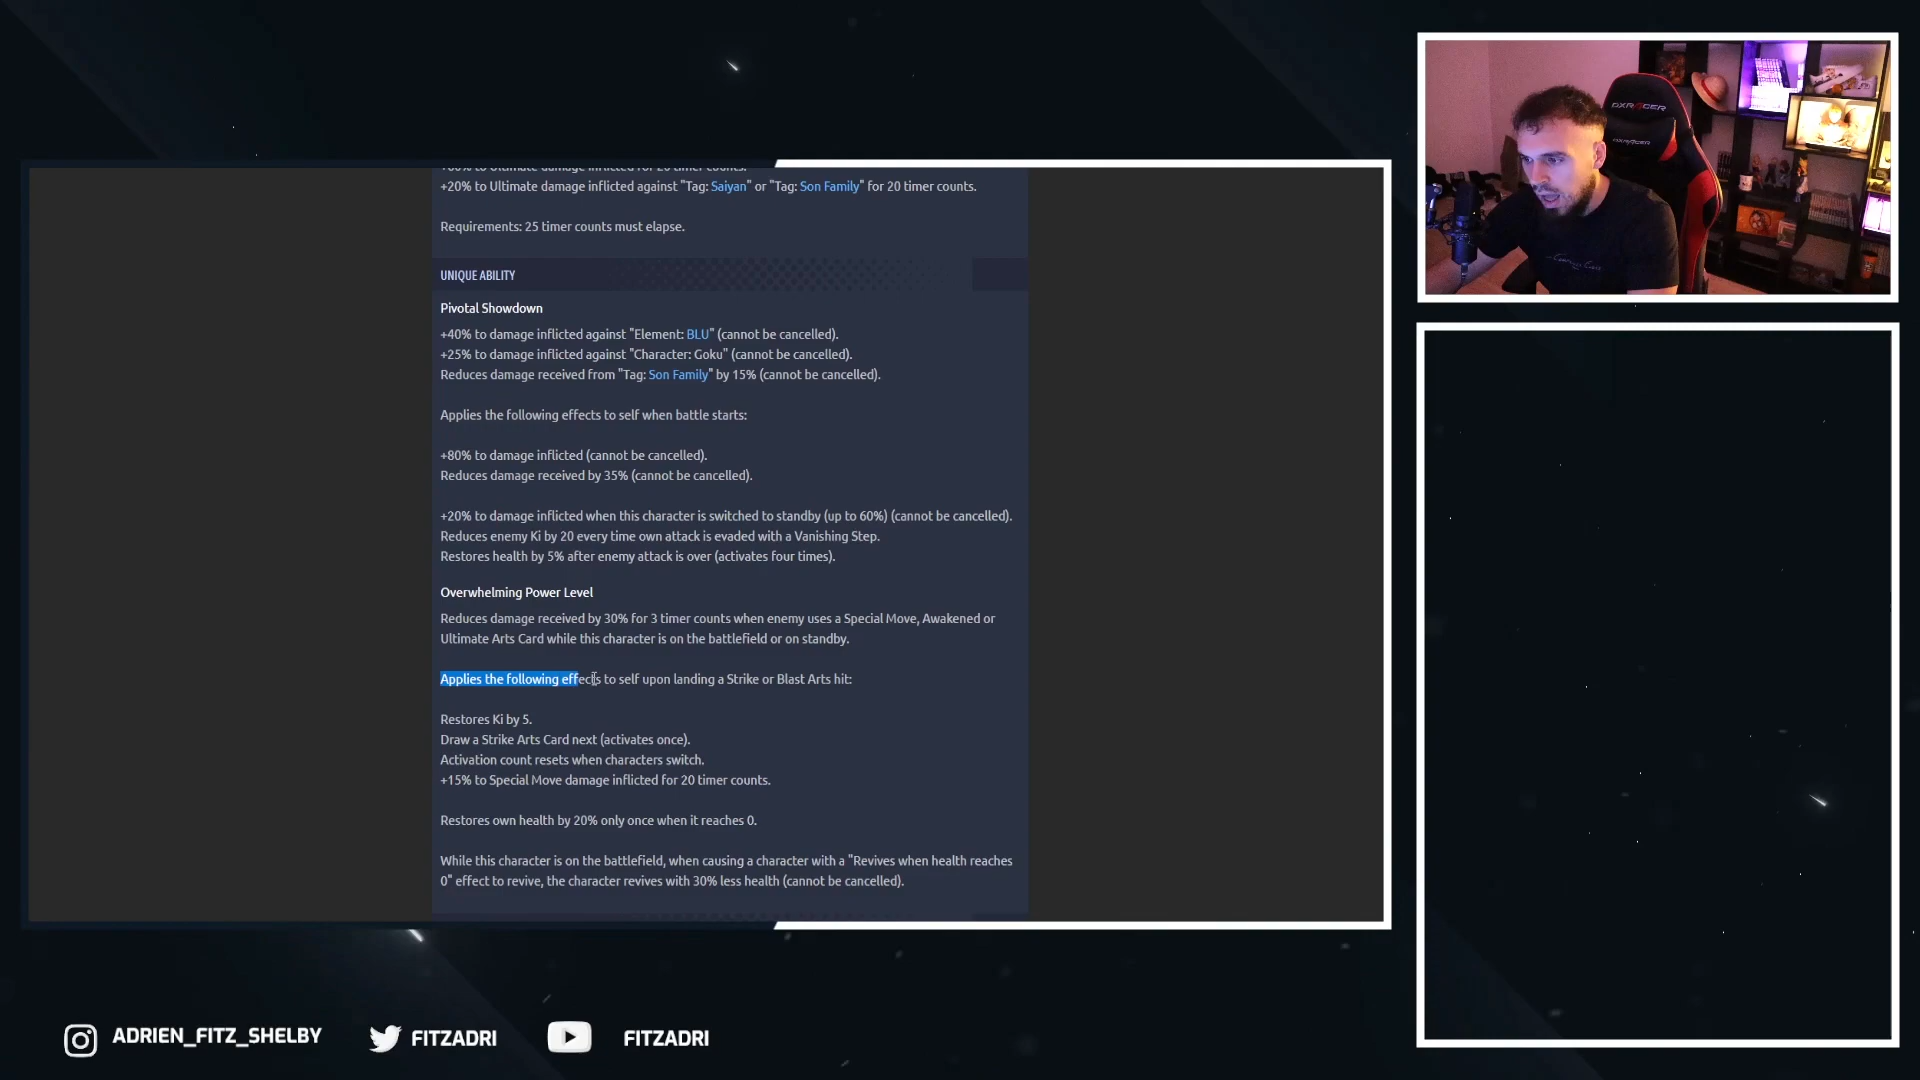 +20% to Ultimate damage inflicted against "Tag: Saiyan" or "Tag: Son Family" for 20 timer counts.
Requirements: 25 timer counts must elapse.
UNIQUE ABILITY
Pivotal Showdown
+40% to damage inflicted against "Element: BLU" (cannot be cancelled).
+25% to damage inflicted against "Character: Goku" (cannot be cancelled).
Reduces damage received from "Tag: Son Family" by 15% (cannot be cancelled).
Applies the following effects to self when battle starts:
+80% to damage inflicted (cannot be cancelled).
Reduces damage received by 35% (cannot be cancelled).
+20% to damage inflicted when this character is switched to standby (up to 60%) (cannot be cancelled).
Reduces enemy Ki by 20 every time own attack is evaded with a Vanishing Step.
Restores health by 5% after enemy attack is over (activates four times).
Overwhelming Power Level
Reduces damage received by 30% for 3 timer counts when enemy uses a Special Move, Awakened or
Ultimate Arts Card while this character is on the battlefield or on standby.
Applies the following effects to self upon landing a Strike or Blast Arts hit:
Restores Ki by 5.
Draw a Strike Arts Card next (activates once).
Activation count resets when characters switch.
+15% to Special Move damage inflicted for 20 timer counts.
Restores own health by 20% only once when it reaches 0.
While this character is on the battlefield, when causing a character with a "Revives when health reaches
0" effect to revive, the character revives with 30% less health (cannot be cancelled).
DXRACER
DXRACER
ADRIEN_FITZ_SHELBY
FITZADRI
FITZADRI